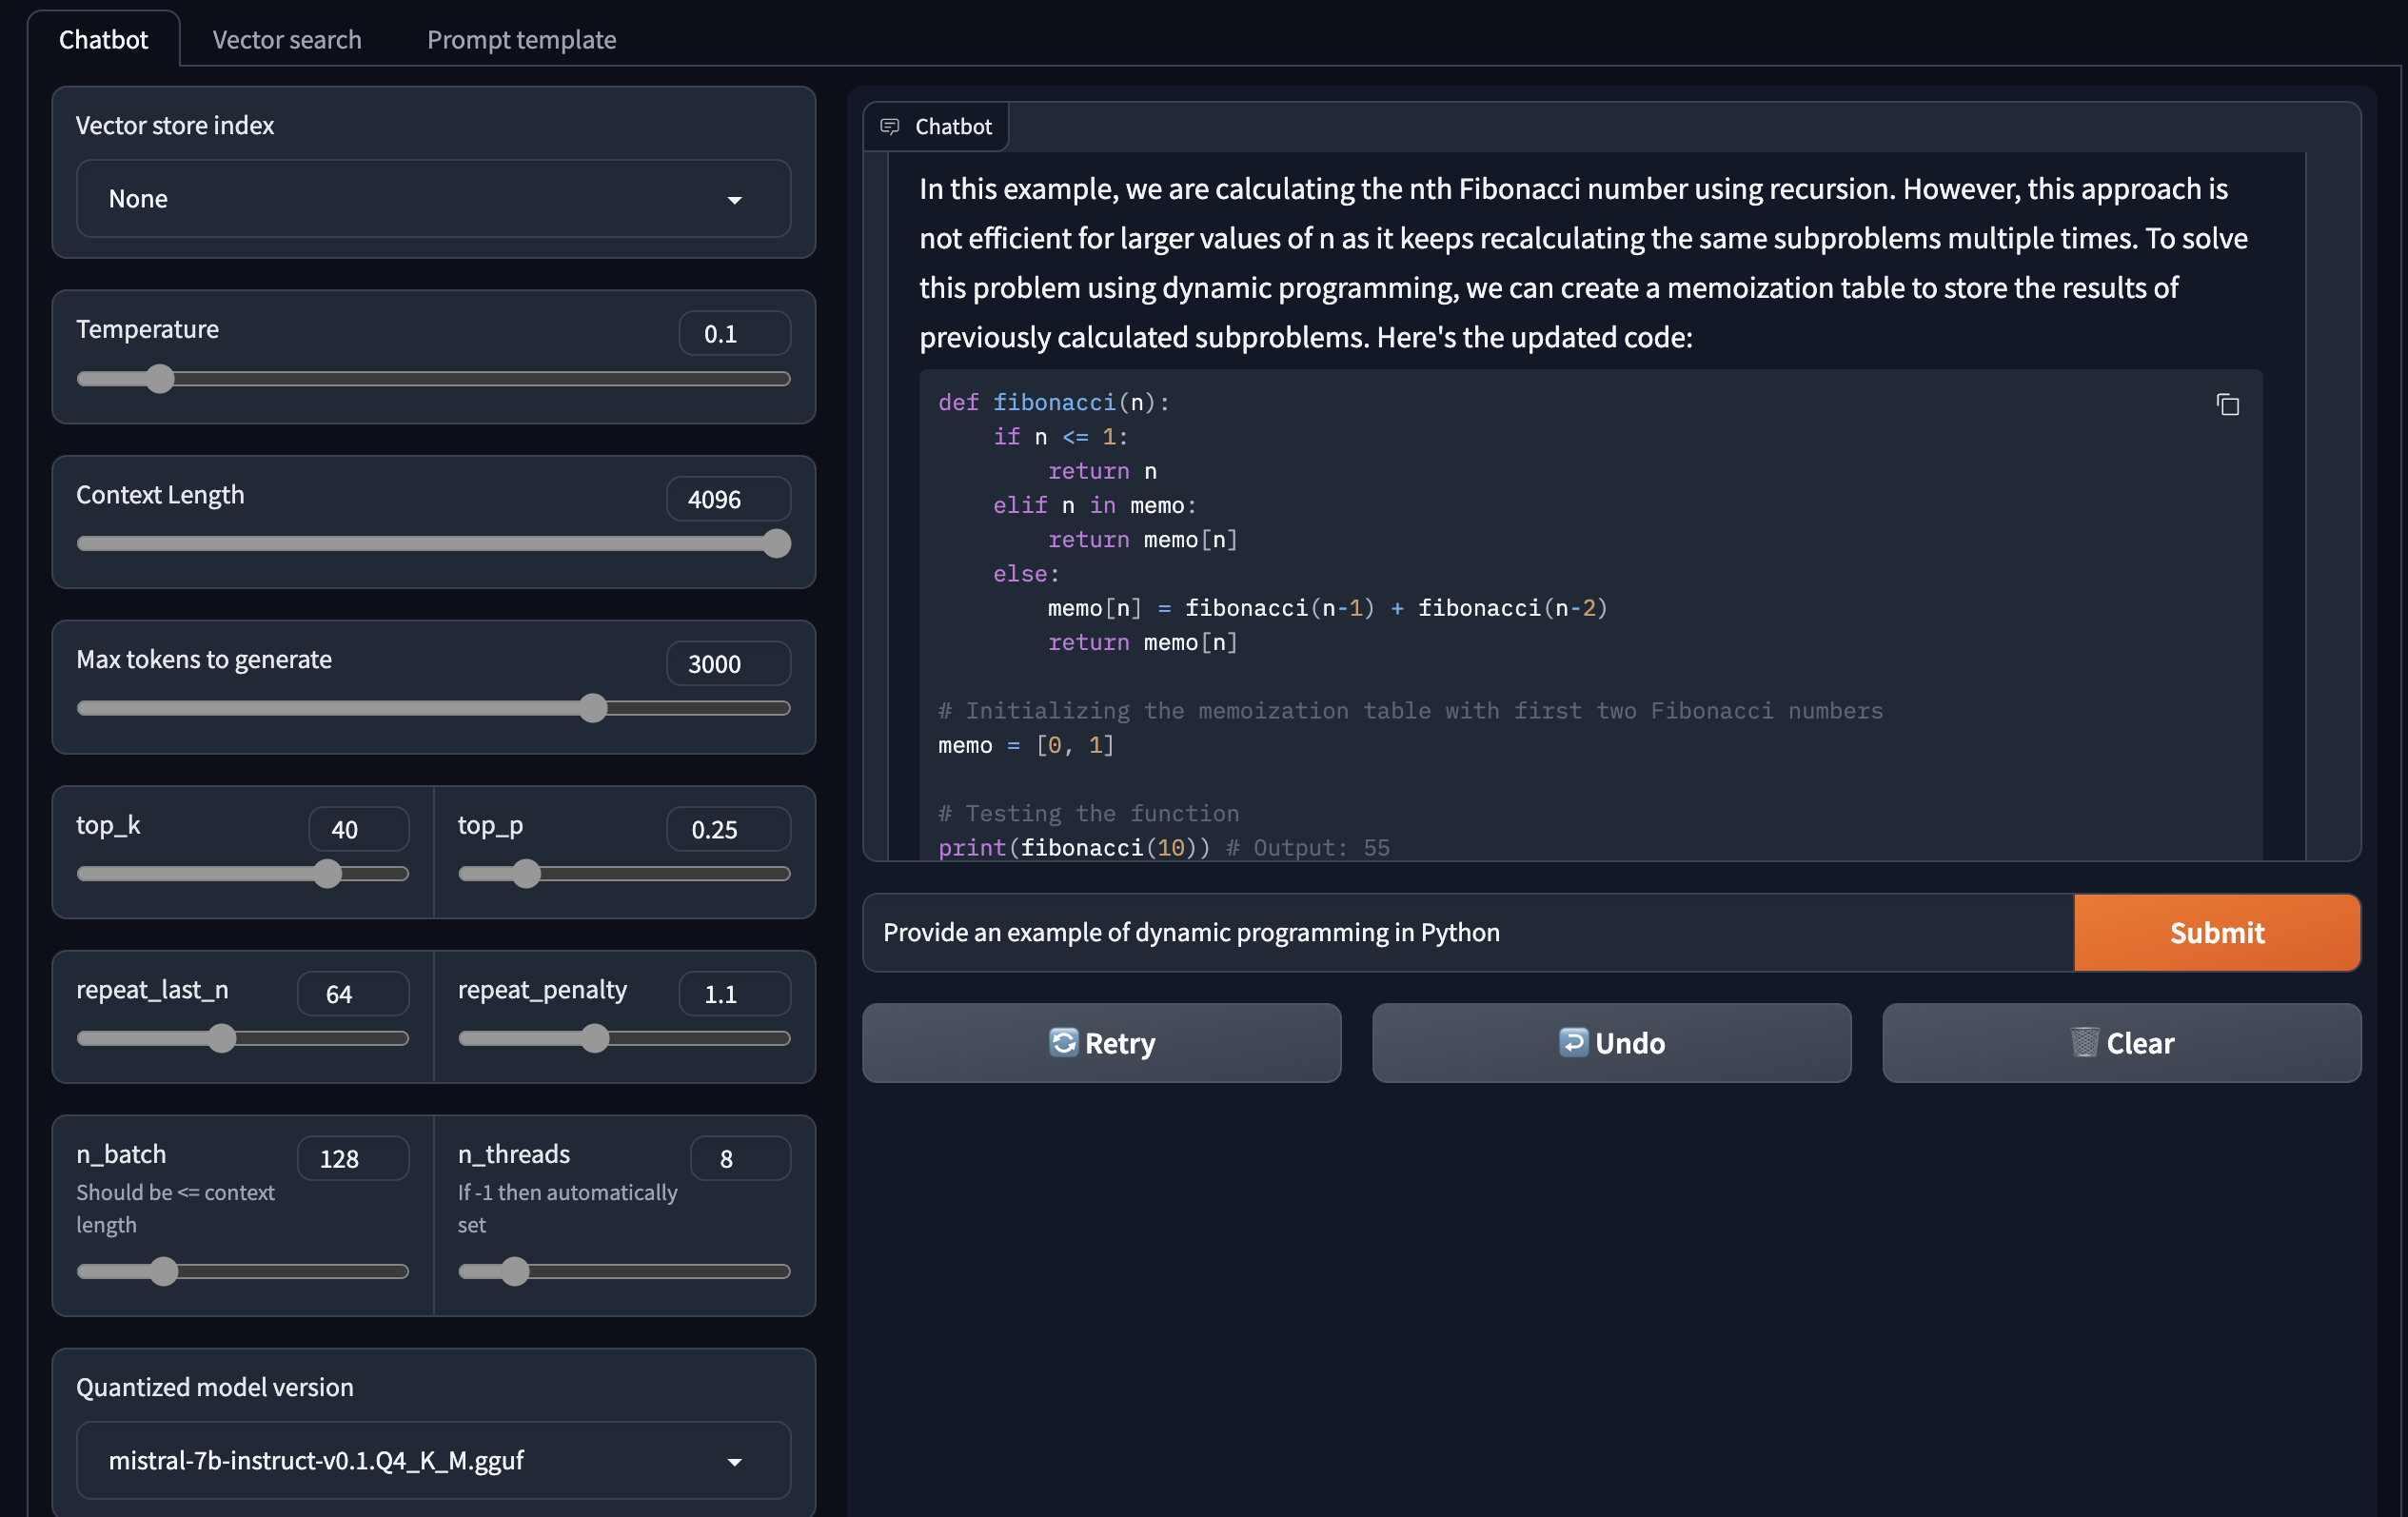 Chatbot
Vector search
Prompt template
Vector store index
None
Temperature
0.1
Context Length
4096
Max tokens to generate
3000
top_k
40
top_p
0.25
repeat_last_n
64
repeat_penalty
1.1
n_batch
128
Should be <= context
length
n_threads
8
If -1 then automatically
set
Quantized model version
mistral-7b-instruct-v0.1.Q4_K_M.gguf
Chatbot
In this example, we are calculating the nth Fibonacci number using recursion. However, this approach is
not efficient for larger values of n as it keeps recalculating the same subproblems multiple times. To solve
this problem using dynamic programming, we can create a memoization table to store the results of
previously calculated subproblems. Here's the updated code:
def fibonacci(n):
    if n <= 1:
        return n
    elif n in memo:
        return memo[n]
    else:
        memo[n] = fibonacci(n-1) + fibonacci(n-2)
        return memo[n]
# Initializing the memoization table with first two Fibonacci numbers
memo = [0, 1]
# Testing the function
print(fibonacci(10)) # Output: 55
Provide an example of dynamic programming in Python
Submit
Retry
Undo
Clear